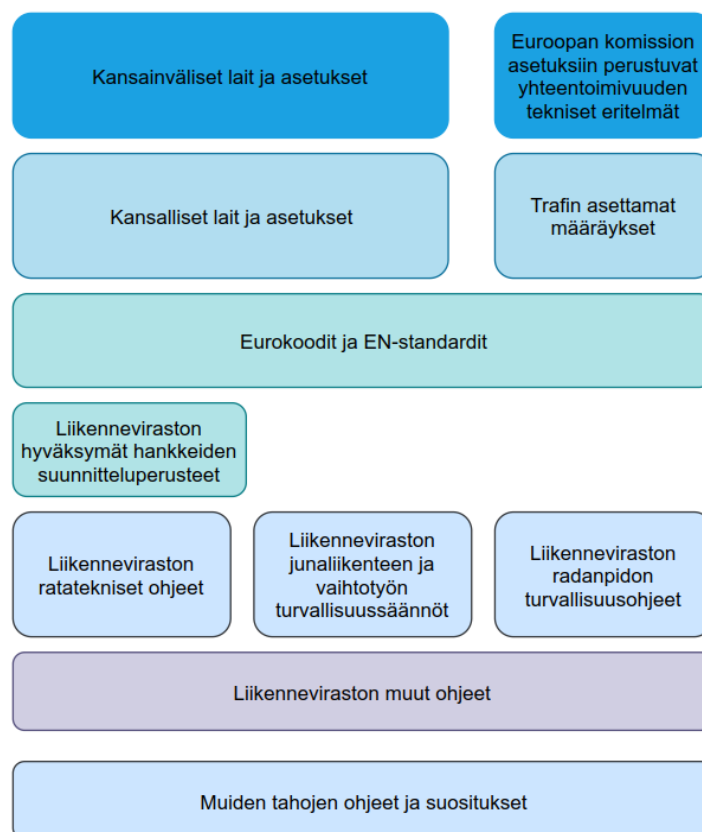 Kansainväliset lait ja asetukset
Euroopan komission
asetuksiin perustuvat
yhteentoimivuuden
tekniset eritelmät
Kansalliset lait ja asetukset
Trafin asettamat
määräykset
Eurokoodit ja EN-standardit
Liikenneviraston
hyväksymät hankkeiden
suunnitteluperusteet
Liikenneviraston
ratatekniset ohjeet
Liikenneviraston
junaliikenteen ja
vaihtotyön
turvallisuussäännöt
Liikenneviraston
radanpidon
turvallisuusohjeet
Liikenneviraston muut ohjeet
Muiden tahojen ohjeet ja suositukset